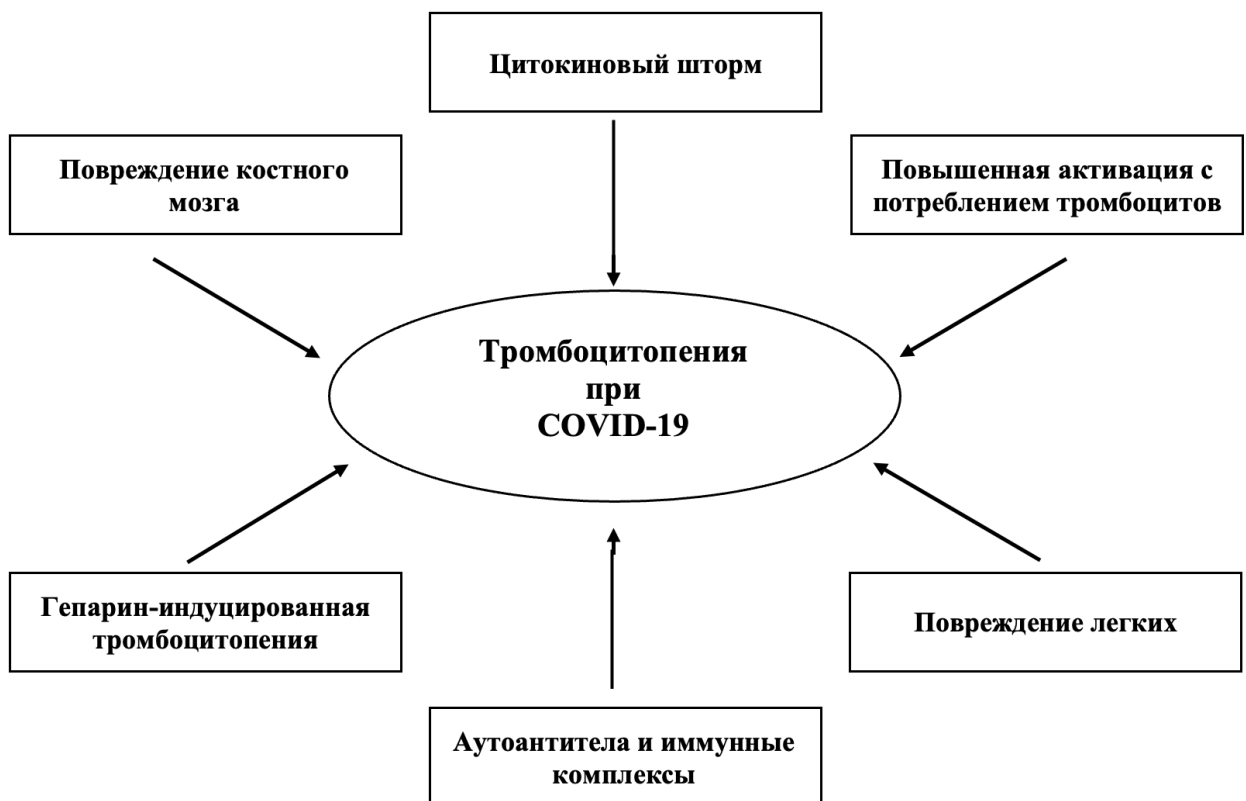 Цитокиновый шторм
Повреждение костного
мозга
Повышенная активация с
потреблением тромбоцитов
Тромбоцитопения
при
COVID-19
Гепарин-индуцированная
тромбоцитопения
Повреждение легких
Аутоантитела и иммунные
комплексы